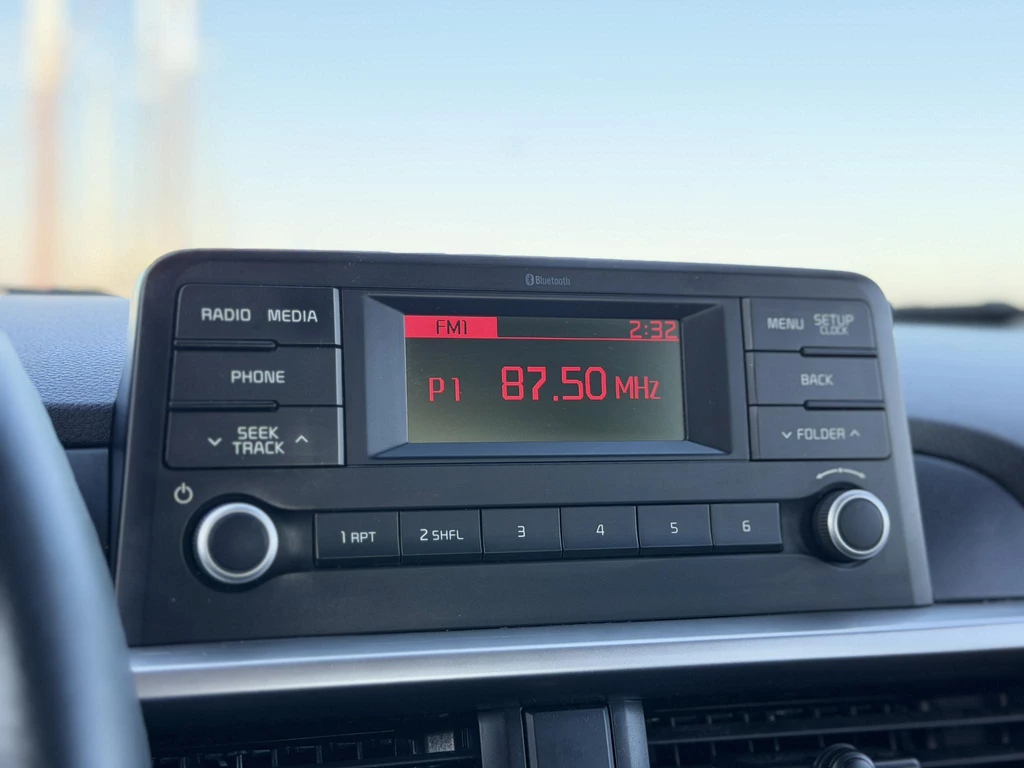 Bluetooth
RADIO MEDIA
PHONE
SEEK
TRACK
FM1 2:32
P1 87.50 MHz
MENU SETUP
CLOCK
BACK
FOLDER
1 RPT 2 SHFL 3 4 5 6